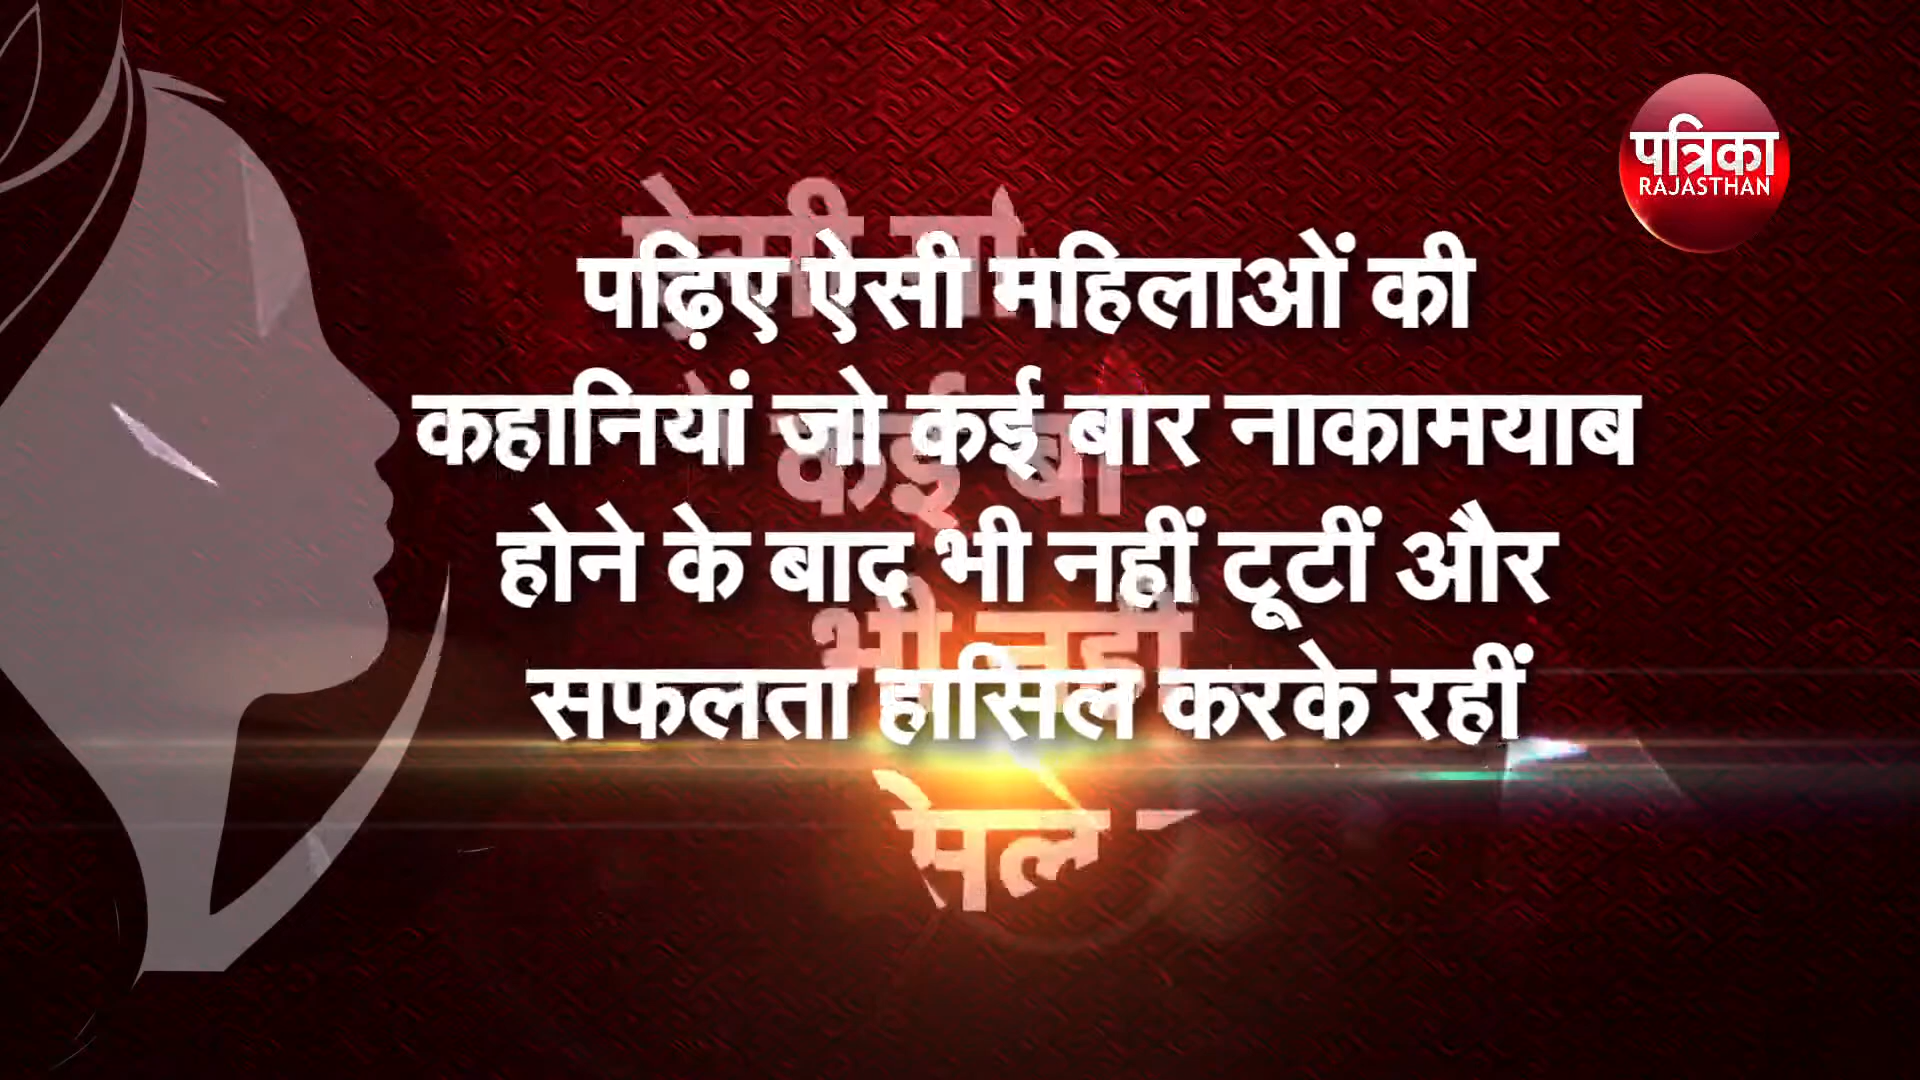 पत्रिका
RAJASTHAN
पढ़िए ऐसी महिलाओं की
कहानियां जो कई बार नाकामयाब
होने के बाद भी नहीं टूटीं और
सफलता हासिल करके रहीं